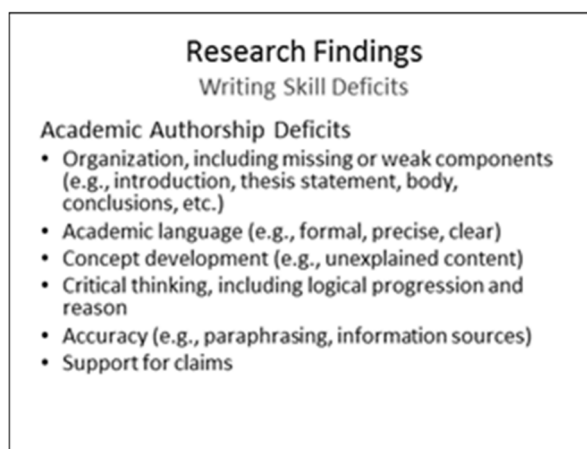 Research Findings
Writing Skill Deficits
Academic Authorship Deficits
• Organization, including missing or weak components
(e.g., introduction, thesis statement, body,
conclusions, etc.)
• Academic language (e.g., formal, precise, clear)
• Concept development (e.g., unexplained content)
• Critical thinking, including logical progression and
reason
• Accuracy (e.g., paraphrasing, information sources)
• Support for claims